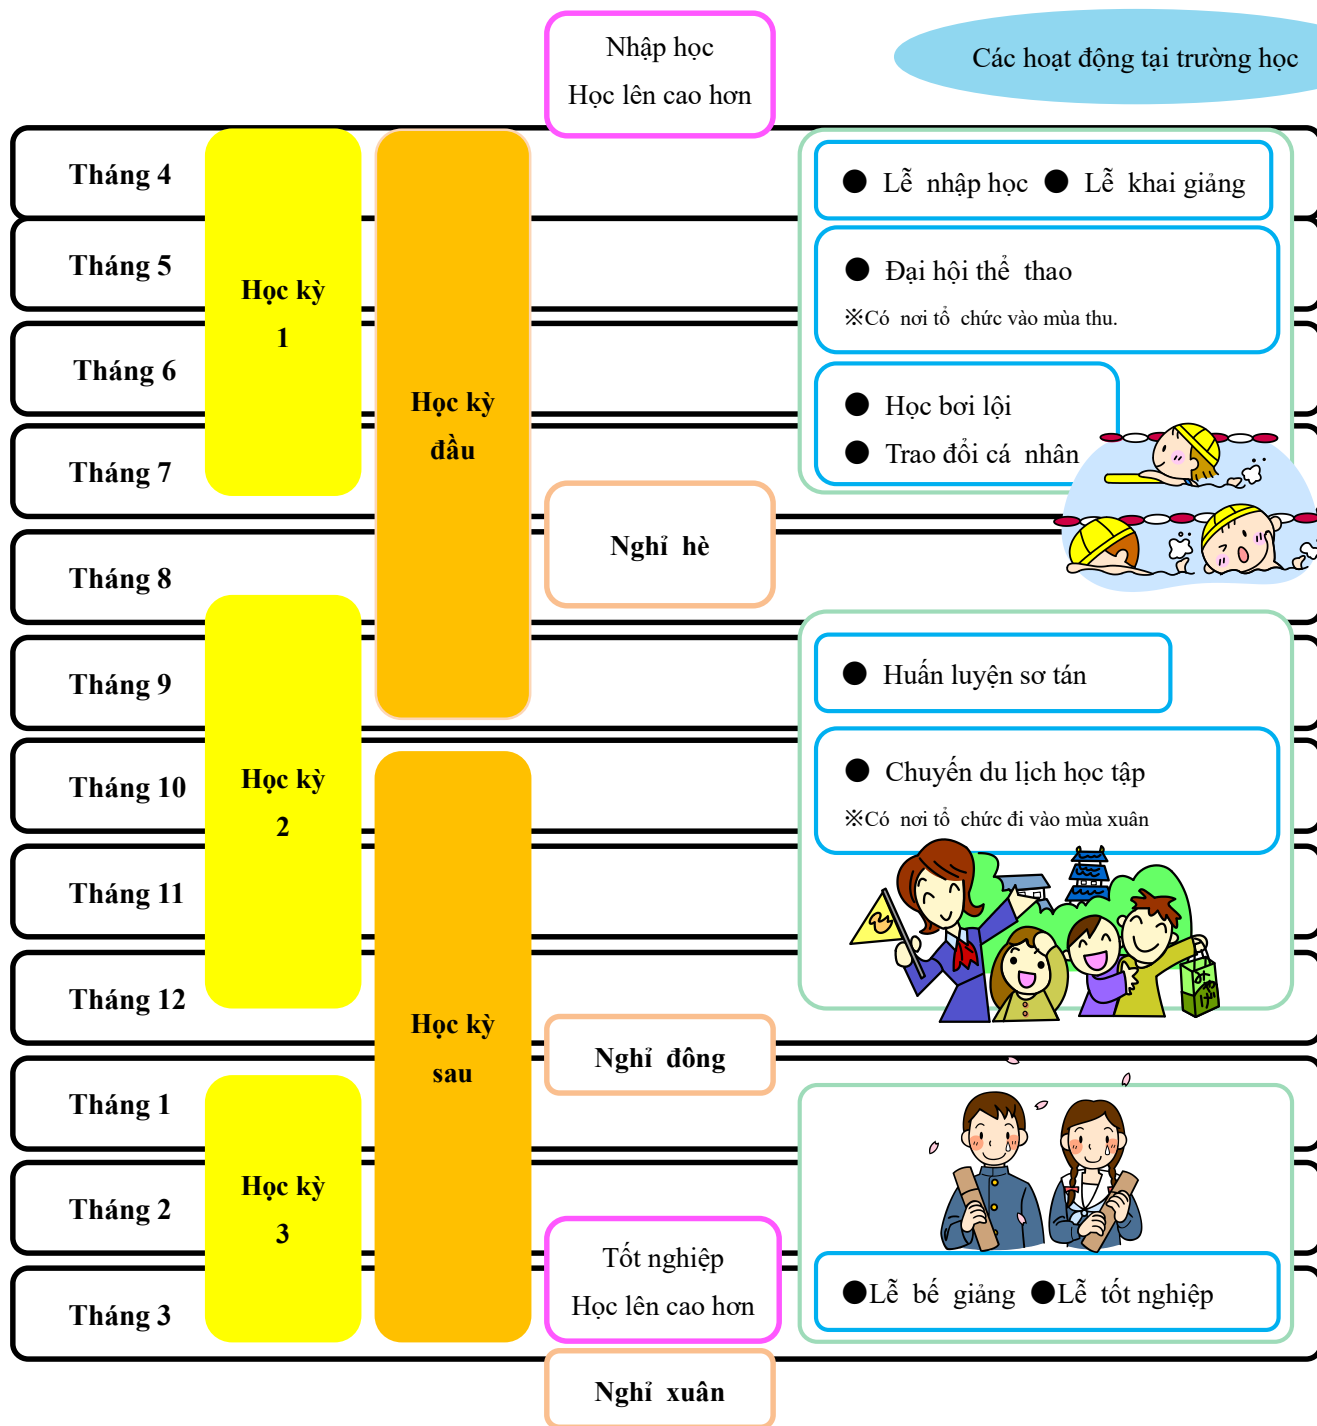 Nhập học
Học lên cao hơn
Các hoạt động tại trường học
Tháng 4
Tháng 5
Tháng 6
Tháng 7
Tháng 8
Tháng 9
Tháng 10
Tháng 11
Tháng 12
Tháng 1
Tháng 2
Tháng 3
Học kỳ
1
Học kỳ
2
Học kỳ
3
Học kỳ
đầu
Học kỳ
sau
Nghỉ hè
Nghỉ đông
Tốt nghiệp
Học lên cao hơn
Nghỉ xuân
● Lễ nhập học ● Lễ khai giảng
● Đại hội thể thao
※Có nơi tổ chức vào mùa thu.
● Học bơi lội
● Trao đổi cá nhân
● Huấn luyện sơ tán
● Chuyến du lịch học tập
※Có nơi tổ chức đi vào mùa xuân
みやげ
●Lễ bế giảng ●Lễ tốt nghiệp